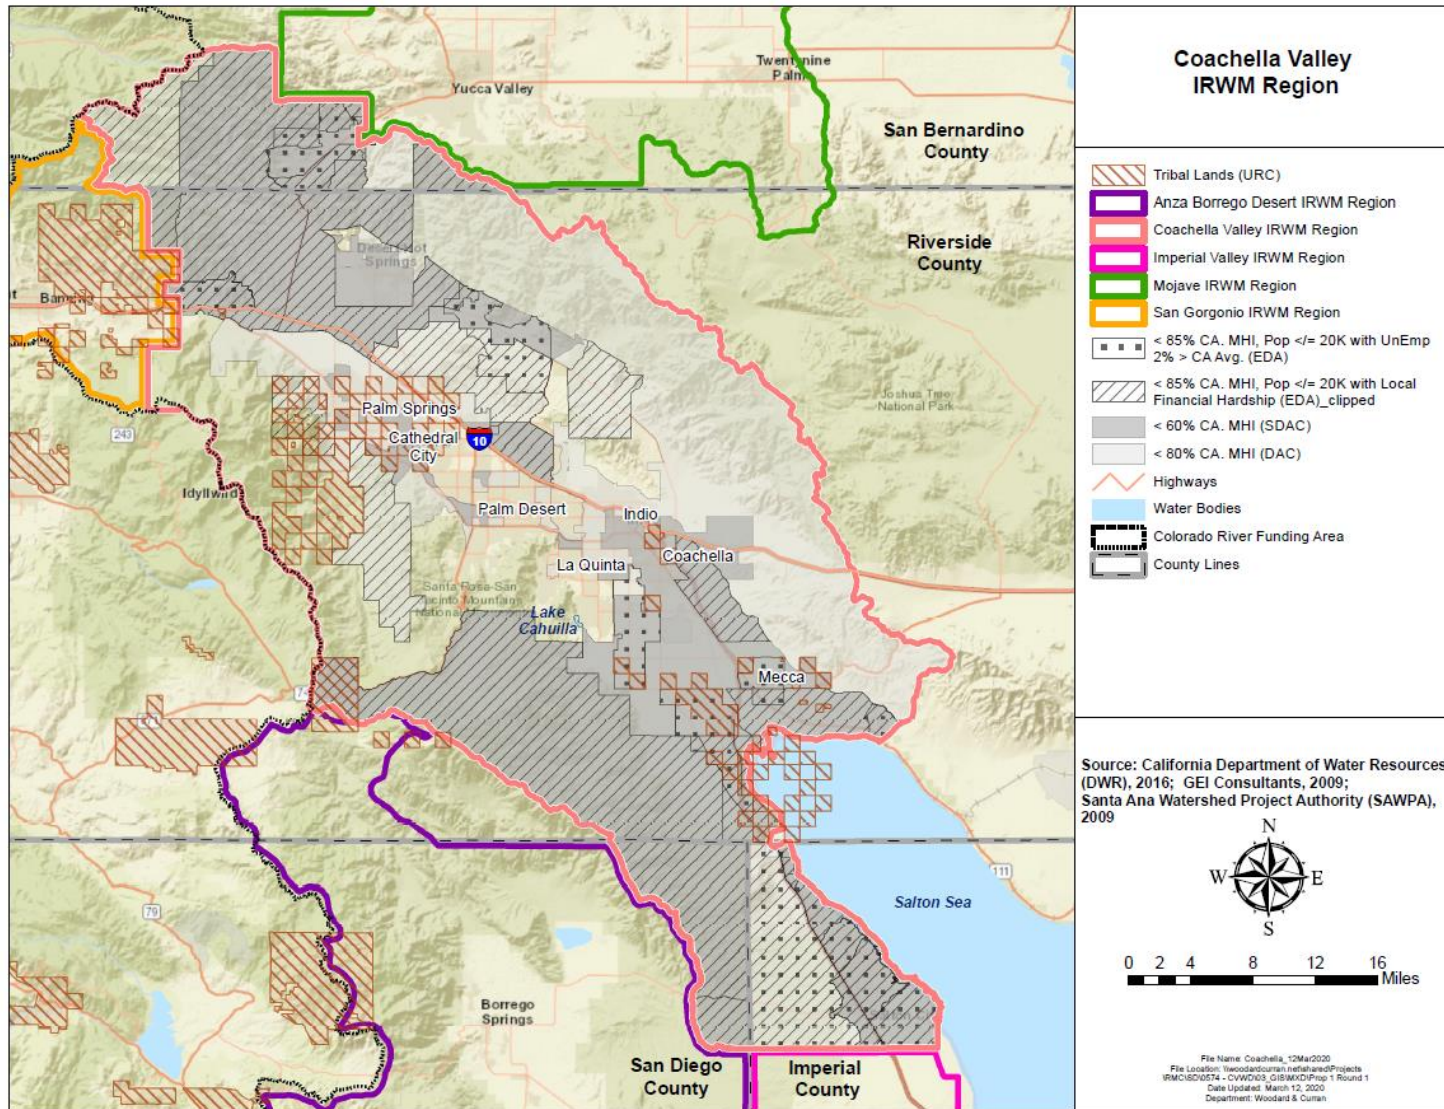 Coachella Valley
IRWM Region
Tribal Lands (URC)
Anza Borrego Desert IRWM Region
Coachella Valley IRWM Region
Imperial Valley IRWM Region
Mojave IRWM Region
San Gorgonio IRWM Region
< 85% CA. MHI, Pop </= 20K with UnEmp
2% > CA Avg. (EDA)
< 85% CA. MHI, Pop </= 20K with Local
Financial Hardship (EDA)_clipped
< 60% CA. MHI (SDAC)
< 80% CA. MHI (DAC)
Highways
Water Bodies
Colorado River Funding Area
County Lines
Source: California Department of Water Resources
(DWR), 2016; GEI Consultants, 2009;
Santa Ana Watershed Project Authority (SAWPA),
2009
N
W E
S
0 2 4 8 12 16
Miles
File Name: Coachella_12Mar2020
Date Updated: March 12, 2020
Department: Woodard & Curran
Yucca Valley
San Bernardino
County
Riverside
County
Desert Hot
Springs
Joshua Tree
National Park
Palm Springs
Cathedral
City
10
243
Palm Desert
Indio
Coachella
La Quinta
Lake
Cahuilla
Mecca
79
111
Salton Sea
Borrego
Springs
San Diego
County
Imperial
County